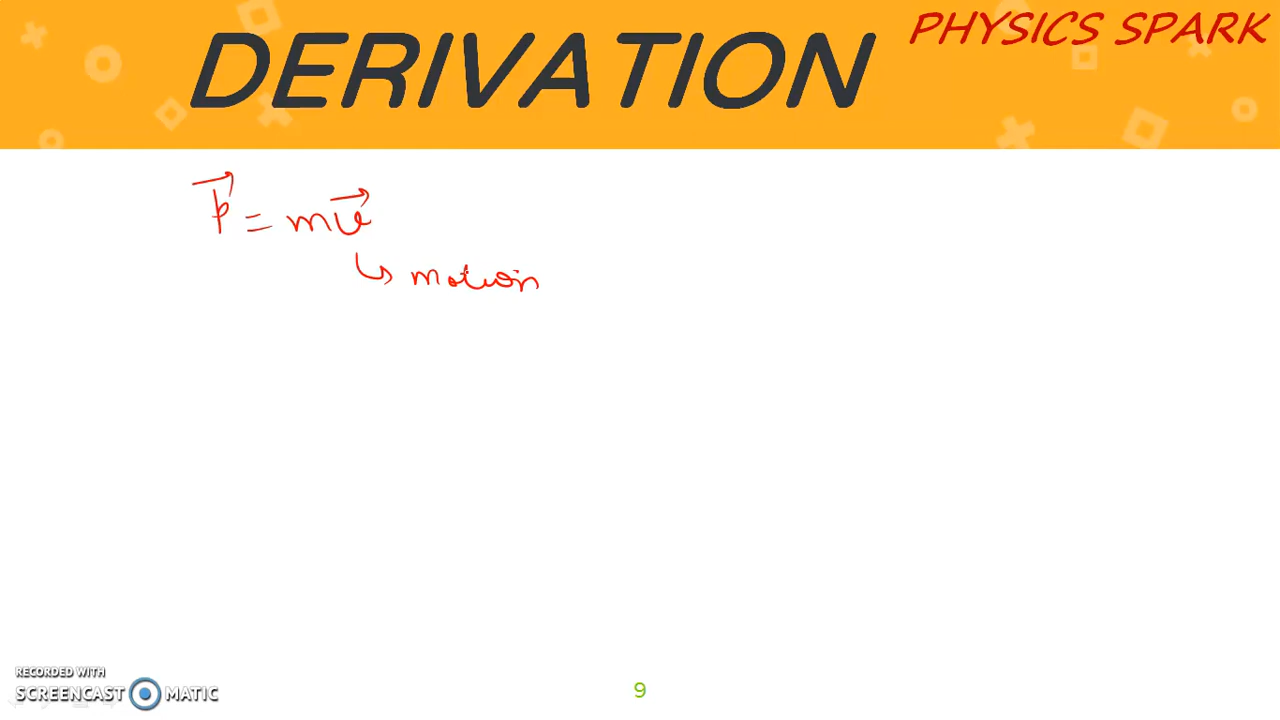 DERIVATION
PHYSICS SPARK
p⃗ = mv⃗
↳ motion
RECORDED WITH
SCREENCAST MATIC
9